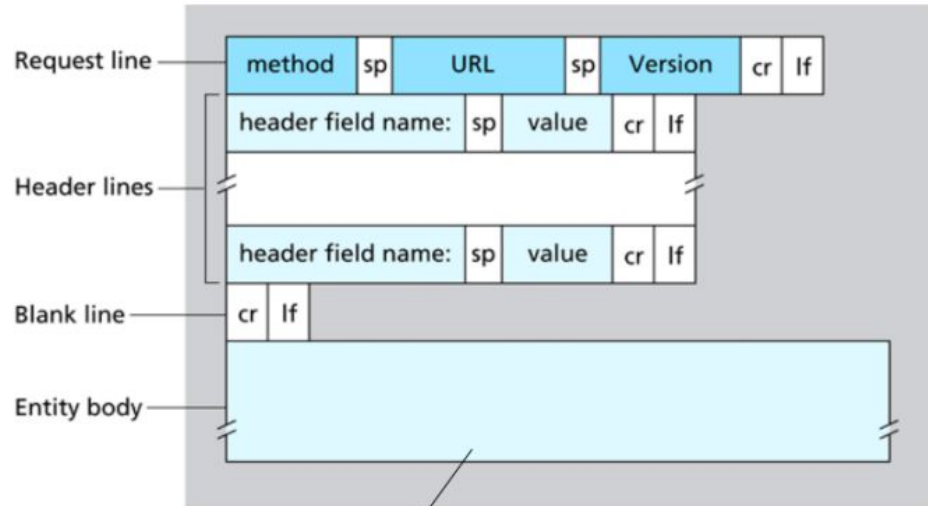 Request line method sp URL sp Version cr lf
header field name: sp value cr lf
Header lines
header field name: sp value cr lf
Blank line cr lf
Entity body